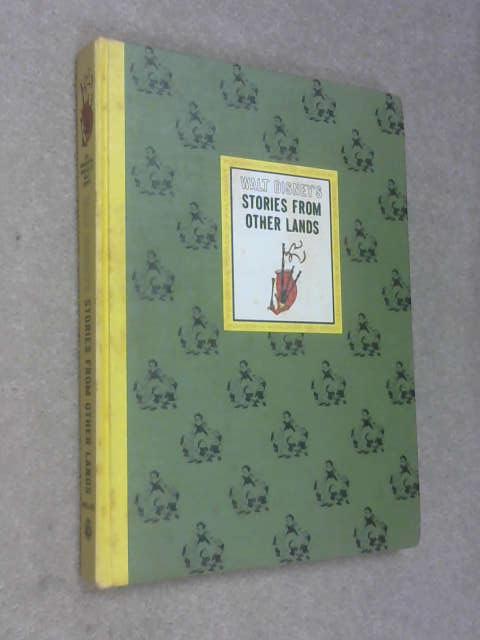 WALT DISNEY'S
STORIES FROM
OTHER LANDS
STORIES FROM OTHER LANDS